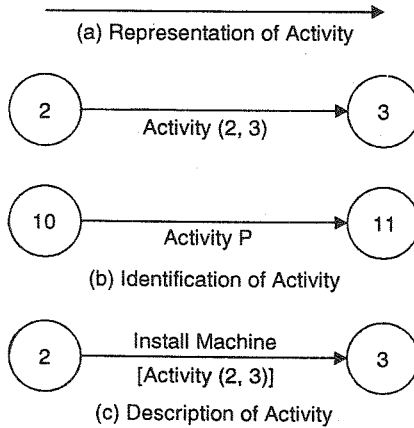 (a) Representation of Activity
2
3
Activity (2, 3)
10
11
Activity P
(b) Identification of Activity
Install Machine
2
3
[Activity (2, 3)]
(c) Description of Activity